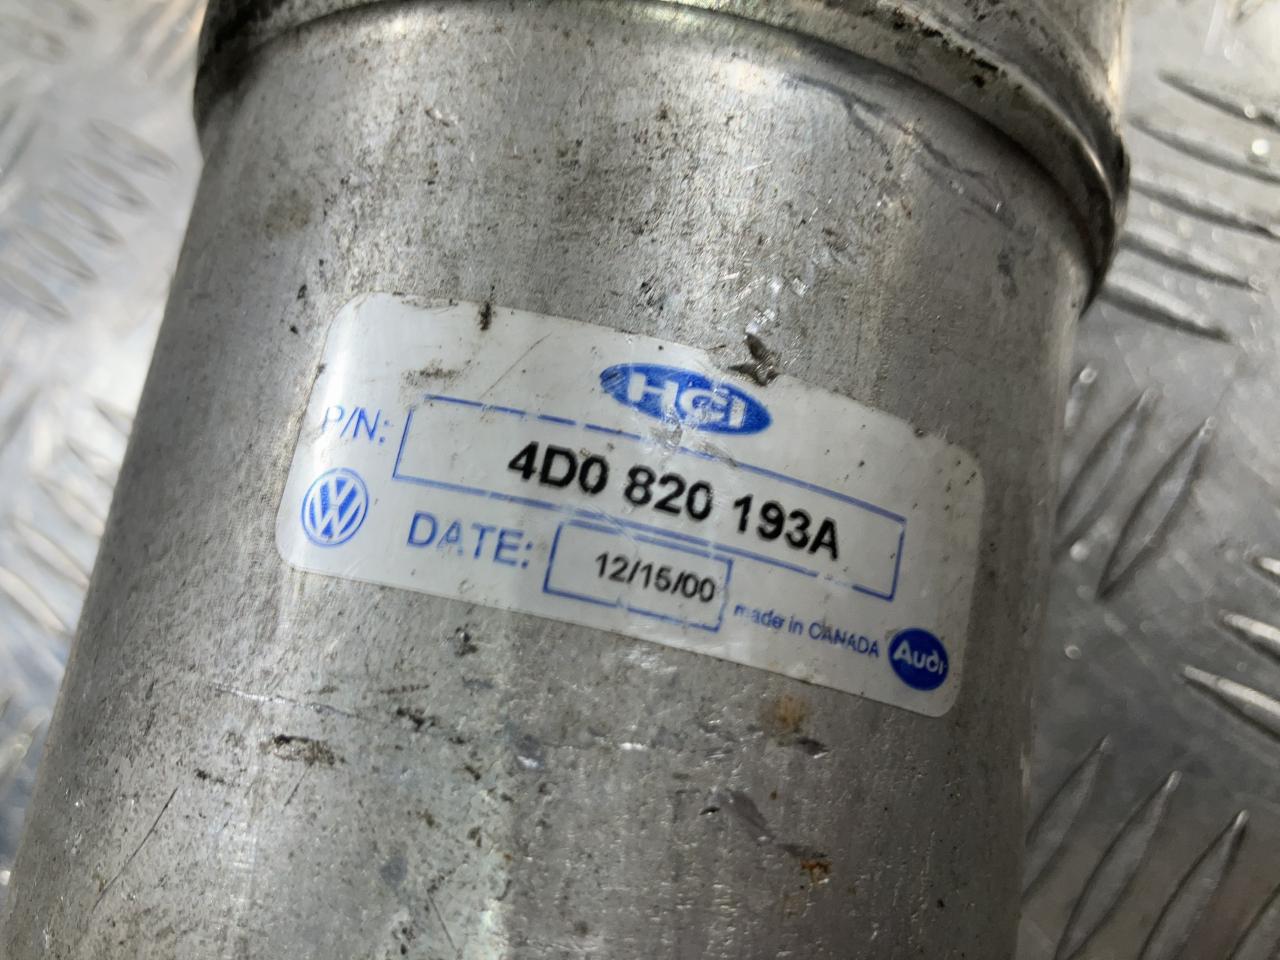 HCI
P/N: 4D0 820 193A
DATE: 12/15/00
made in CANADA
Audi